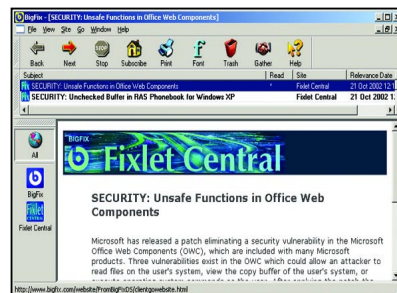 BigFix - [SECURITY: Unsafe Functions in Office Web Components]
File View Site Go Window Help
Back Next Stop Subscribe Print Font Trash Gather Help
Subject Read Site Relevance Date
SECURITY: Unsafe Functions in Office Web Components Fixlet Central 21 Oct 2002 12:1
SECURITY: Unchecked Buffer in RAS Phonebook for Windows XP Fixlet Central 21 Oct 2002 1
All
BigFix
Fixlet Central
BIGFIX
Fixlet Central
SECURITY: Unsafe Functions in Office Web
Components
Microsoft has released a patch eliminating a security vulnerability in the Microsoft
Office Web Components (OWC), which are included with many Microsoft
products. Three vulnerabilities exist in the OWC which could allow an attacker to
read files on the user's system, view the copy buffer of the user's system, or
http://www.bigfix.com/website/FromBigFixDS/clientgowebsite.html